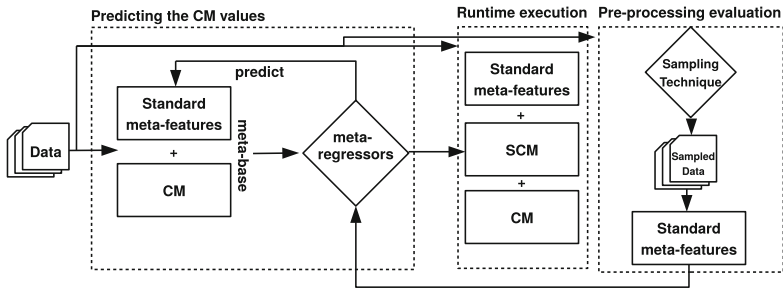 Predicting the CM values
Runtime execution
Pre-processing evaluation
predict
Data
Standard
meta-features
+
CM
meta-base
meta-
regressors
Standard
meta-features
+
SCM
+
CM
Sampling
Technique
Sampled
Data
Standard
meta-features